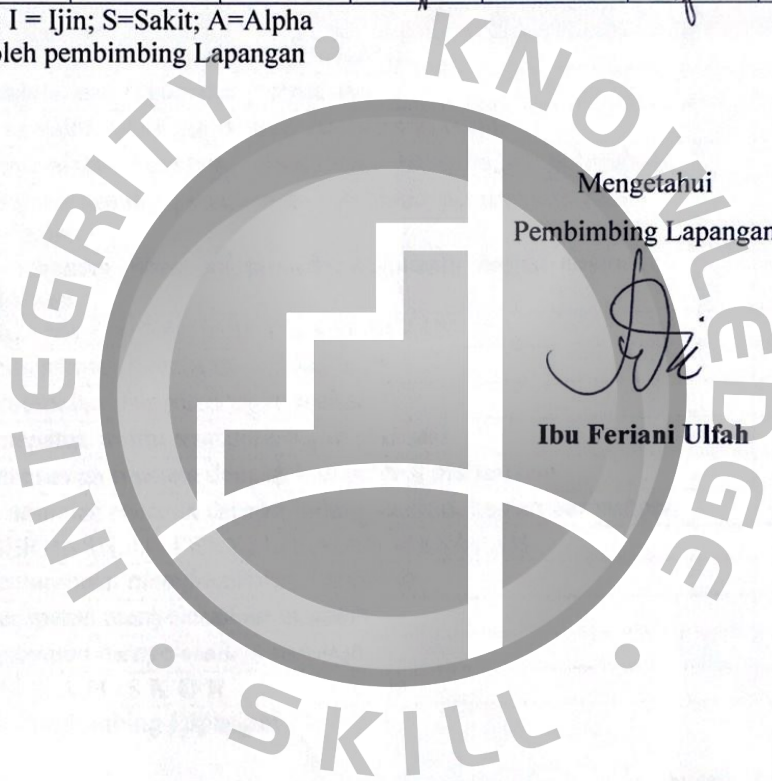 I = Ijin; S=Sakit; A=Alpha
oleh pembimbing Lapangan
INTEGRITY • KNOWLEDGE • SKILL •
Mengetahui
Pembimbing Lapangan
Ibu Feriani Ulfah